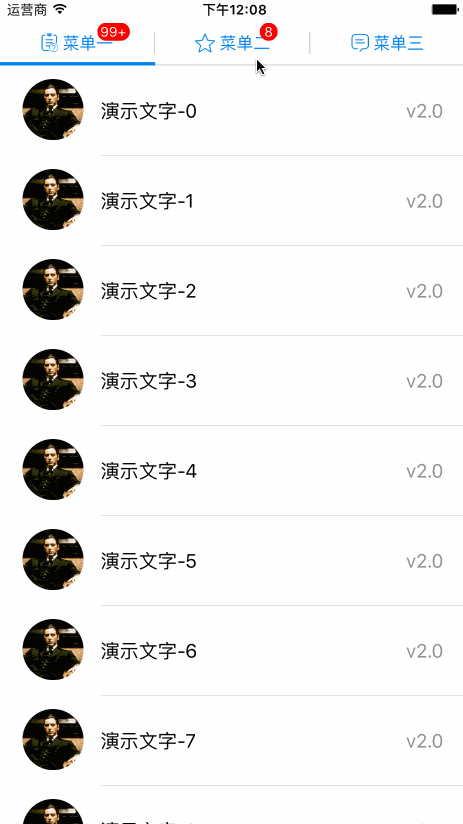 运营商 下午12:08
菜单一 99+ 菜单二 8 菜单三
演示文字-0 v2.0
演示文字-1 v2.0
演示文字-2 v2.0
演示文字-3 v2.0
演示文字-4 v2.0
演示文字-5 v2.0
演示文字-6 v2.0
演示文字-7 v2.0